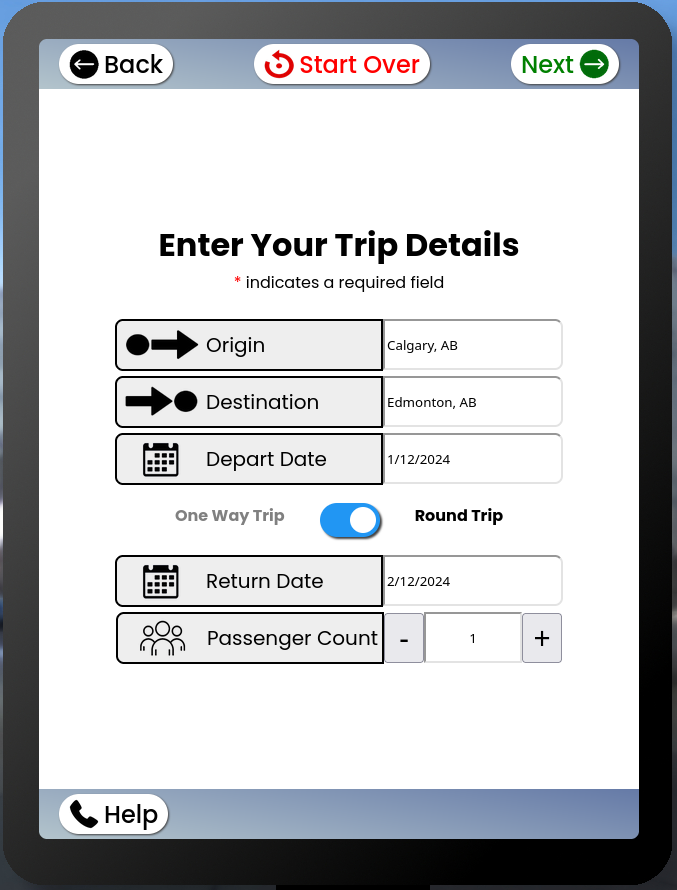 Back
Start Over
Next
Enter Your Trip Details
* indicates a required field
Origin
Calgary, AB
Destination
Edmonton, AB
Depart Date
1/12/2024
One Way Trip
Round Trip
Return Date
2/12/2024
Passenger Count
-
1
+
Help